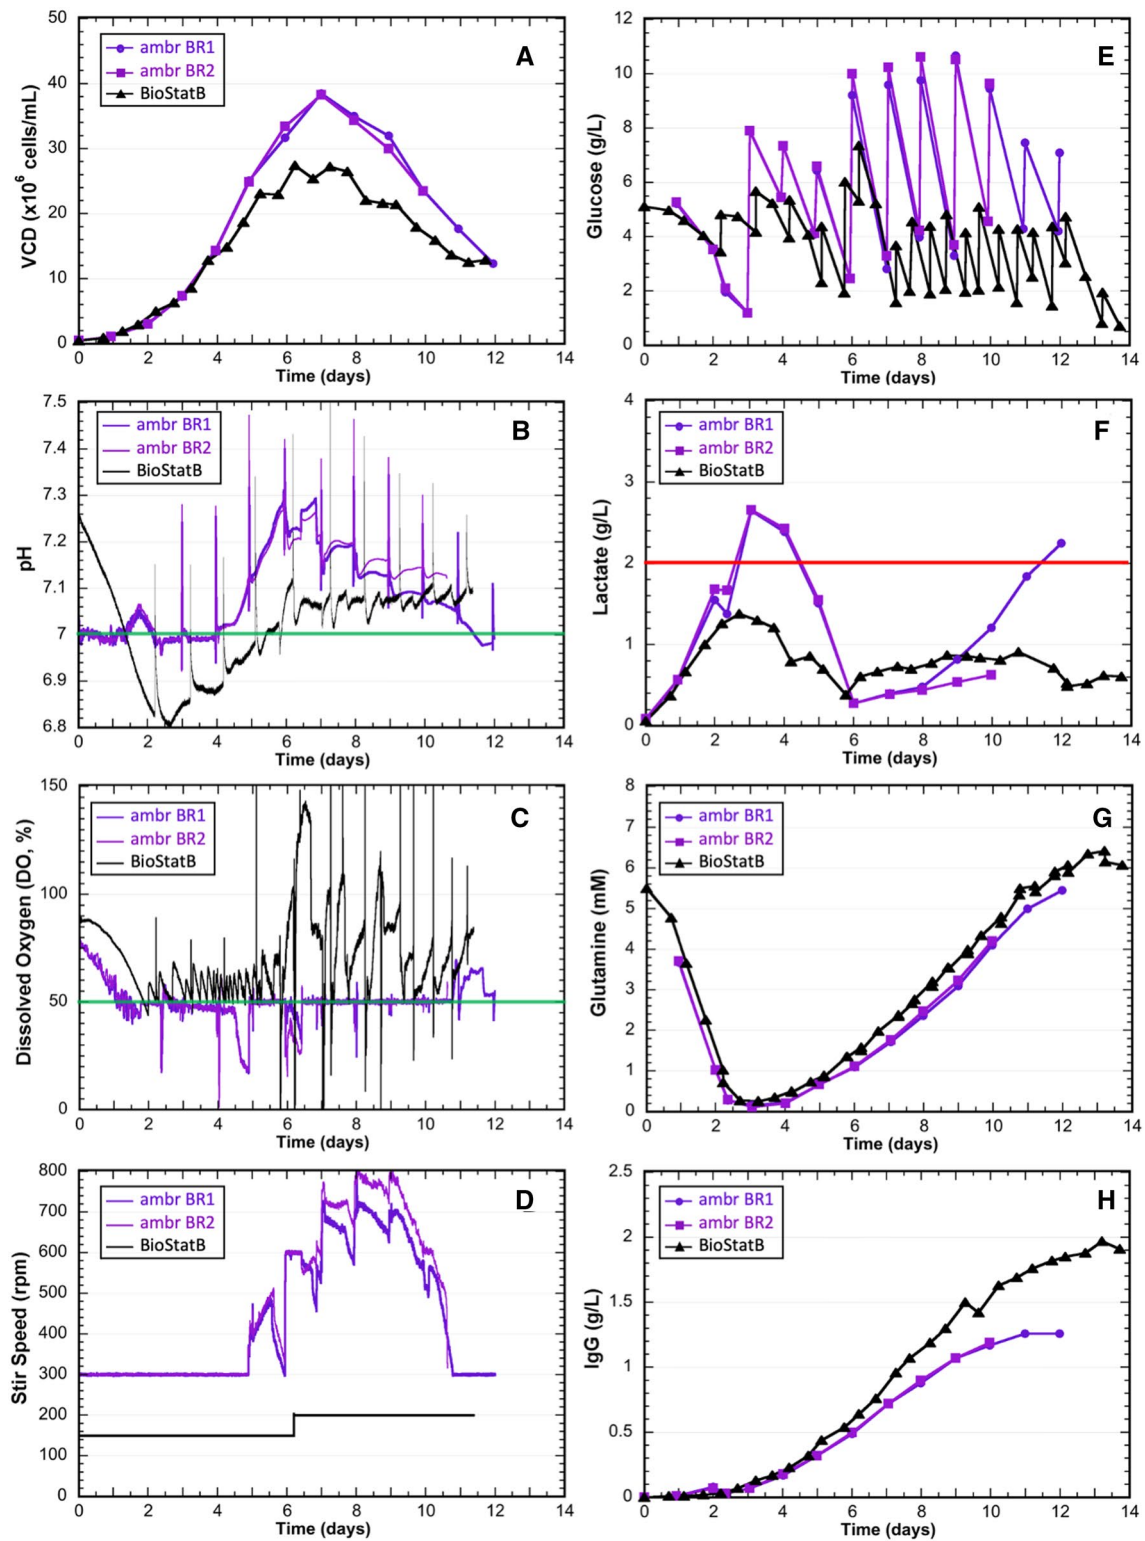 A
ambr BR1
ambr BR2
BioStatB
VCD (x10⁶ cells/mL)
50
40
30
20
10
0
0 2 4 6 8 10 12 14
Time (days)
E
Glucose (g/L)
12
10
8
6
4
2
0
0 2 4 6 8 10 12 14
Time (days)
B
ambr BR1
ambr BR2
BioStatB
pH
7.5
7.4
7.3
7.2
7.1
7
6.9
6.8
0 2 4 6 8 10 12 14
Time (days)
F
ambr BR1
ambr BR2
BioStatB
Lactate (g/L)
4
3
2
1
0
0 2 4 6 8 10 12 14
Time (days)
C
ambr BR1
ambr BR2
BioStatB
Dissolved Oxygen (DO, %)
150
100
50
0
0 2 4 6 8 10 12 14
Time (days)
G
ambr BR1
ambr BR2
BioStatB
Glutamine (mM)
8
7
6
5
4
3
2
1
0
0 2 4 6 8 10 12 14
Time (days)
D
ambr BR1
ambr BR2
BioStatB
Stir Speed (rpm)
800
700
600
500
400
300
200
100
0
0 2 4 6 8 10 12 14
Time (days)
H
ambr BR1
ambr BR2
BioStatB
IgG (g/L)
2.5
2
1.5
1
0.5
0
0 2 4 6 8 10 12 14
Time (days)